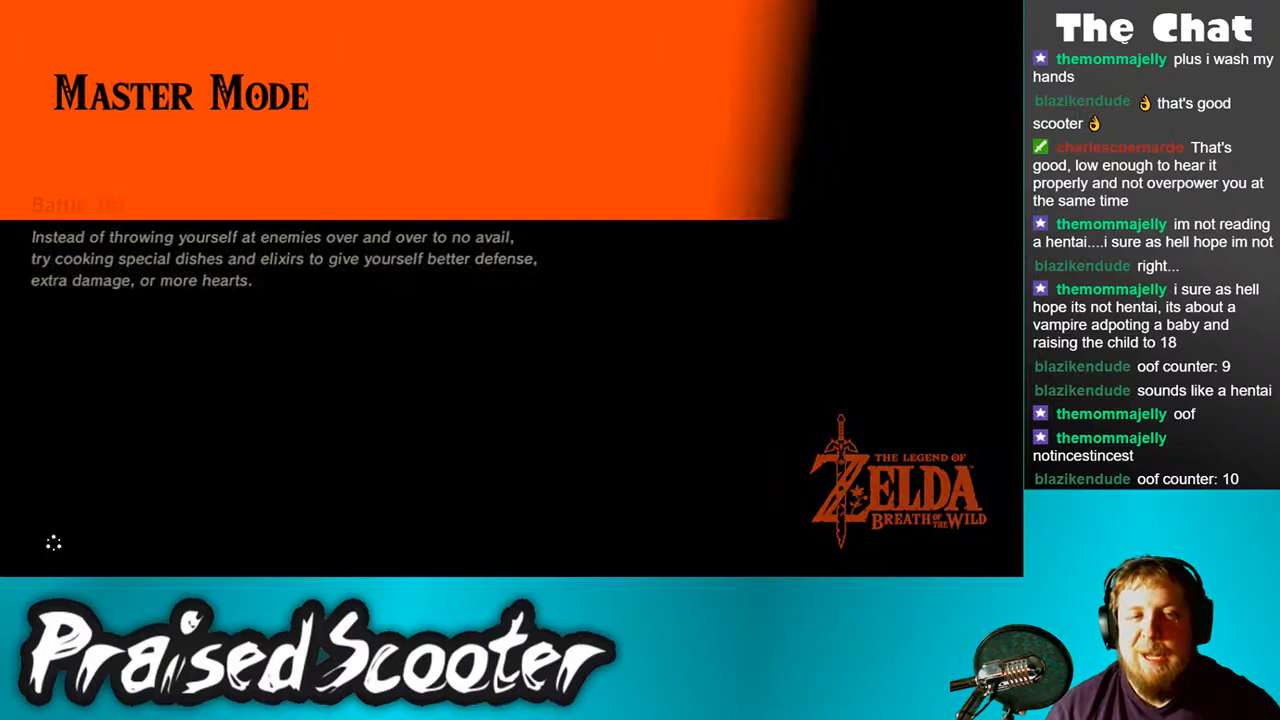 Master Mode
Battle Tip
Instead of throwing yourself at enemies over and over to no avail,
try cooking special dishes and elixirs to give yourself better defense,
extra damage, or more hearts.
THE LEGEND OF
ZELDA
BREATH OF THE WILD
PraisedScooter
The Chat
themommajelly plus i wash my
hands
blazikendude 👌 that's good
scooter 👌
charlescbernardo That's
good, low enough to hear it
properly and not overpower you at
the same time
themommajelly im not reading
a hentai....i sure as hell hope im not
blazikendude right...
themommajelly i sure as hell
hope its not hentai, its about a
vampire adpoting a baby and
raising the child to 18
blazikendude oof counter: 9
blazikendude sounds like a hentai
themommajelly oof
themommajelly
notincestincest
blazikendude oof counter: 10